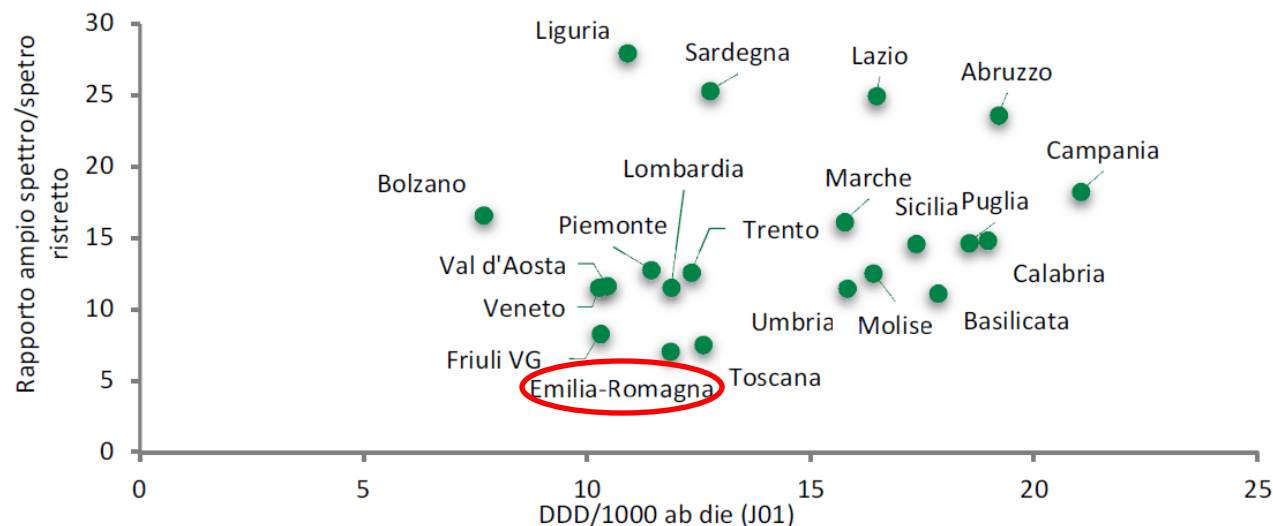 30
25
20
15
10
5
0
Rapporto ampio spettro/spetro
ristretto
Liguria
Sardegna
Lazio
Abruzzo
Campania
Bolzano
Lombardia
Marche
Sicilia
Puglia
Piemonte
Trento
Val d'Aosta
Calabria
Veneto
Umbria
Molise
Basilicata
Friuli VG
Toscana
Emilia-Romagna
0
5
10
15
20
25
DDD/1000 ab die (J01)